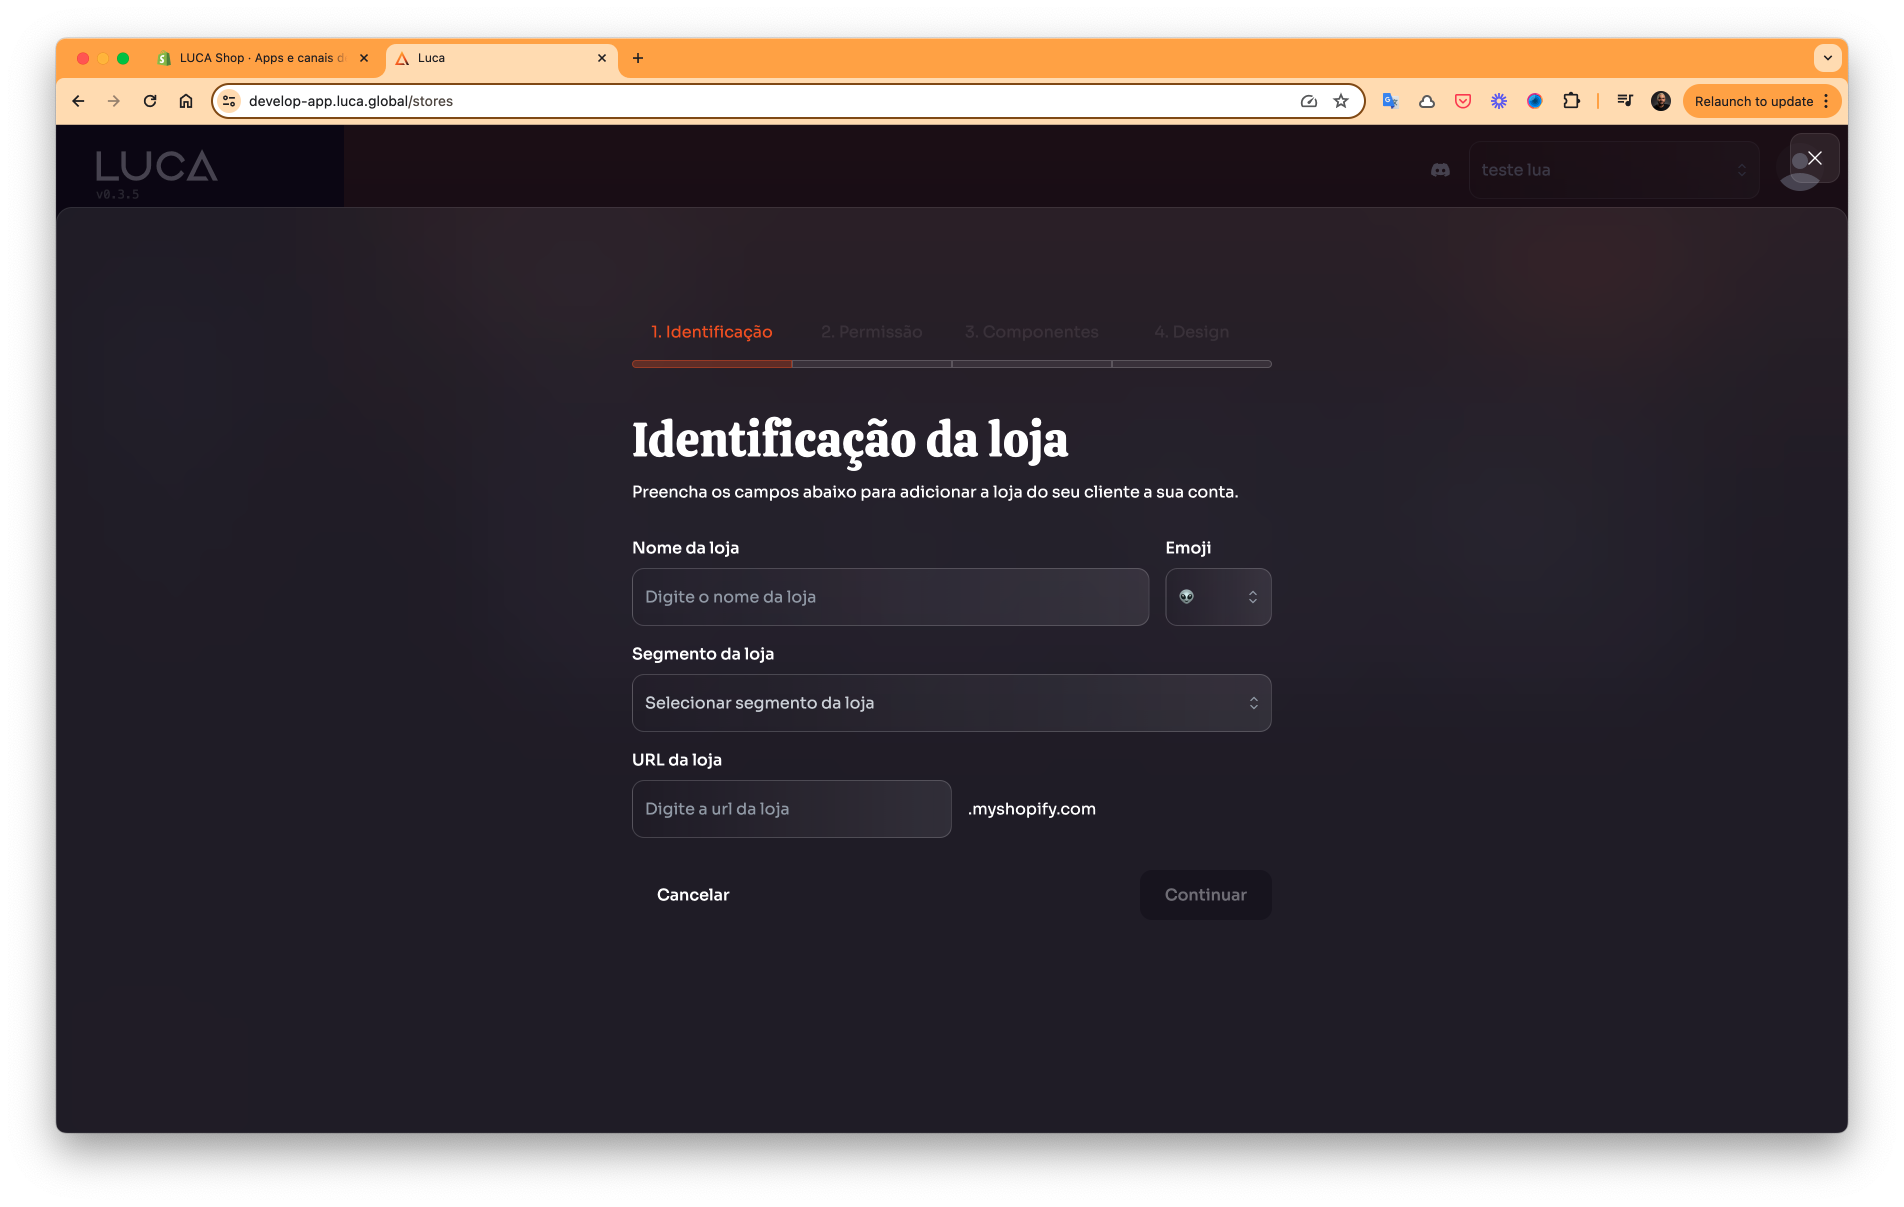 LUCA Shop · Apps e canais d
Luca
develop-app.luca.global/stores
Relaunch to update
LUCA
v0.3.5
teste lua
1. Identificação
2. Permissão
3. Componentes
4. Design
Identificação da loja
Preencha os campos abaixo para adicionar a loja do seu cliente a sua conta.
Nome da loja
Emoji
Digite o nome da loja
Segmento da loja
Selecionar segmento da loja
URL da loja
Digite a url da loja
.myshopify.com
Cancelar
Continuar